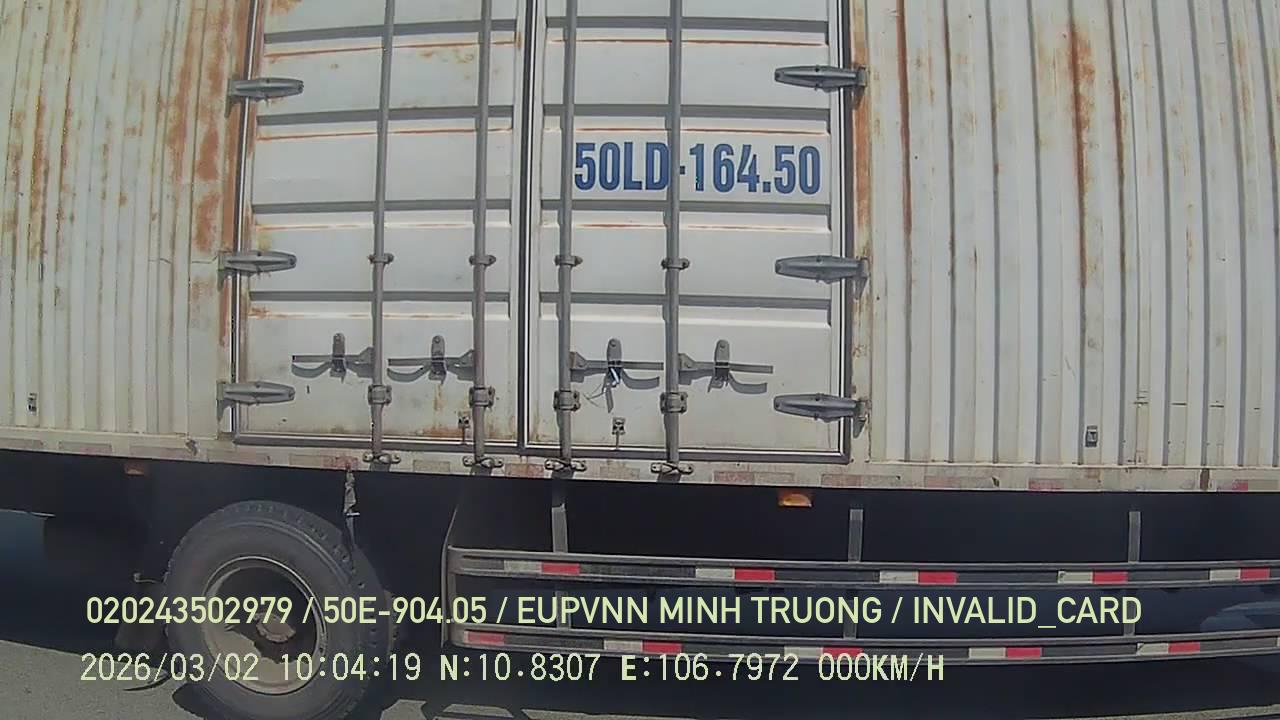 50LD-164.50
020243502979 / 50E-904.05 / EUPVNN MINH TRUONG / INVALID_CARD
2026/03/02 10:04:19 N:10.8307 E:106.7972 000KM/H